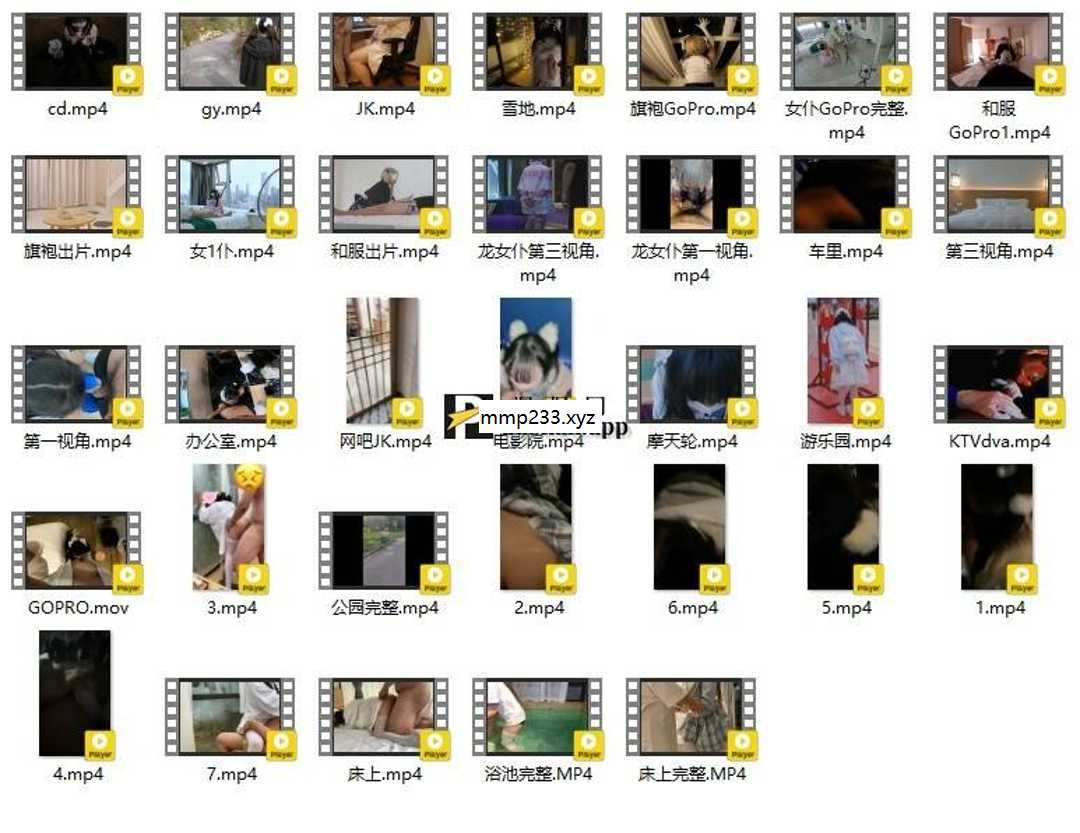 cd.mp4
gy.mp4
JK.mp4
雪地.mp4
旗袍GoPro.mp4
女仆GoPro完整.
mp4
和服
GoPro1.mp4
旗袍出片.mp4
女1仆.mp4
和服出片.mp4
龙女仆第三视角.
mp4
龙女仆第一视角.
mp4
车里.mp4
第三视角.mp4
第一视角.mp4
办公室.mp4
网吧JK.mp4
mmp233.xyz
电影院.mp4
摩天轮.mp4
游乐园.mp4
KTVdva.mp4
GOPRO.mov
3.mp4
公园完整.mp4
2.mp4
6.mp4
5.mp4
1.mp4
4.mp4
7.mp4
床上.mp4
浴池完整.MP4
床上完整.MP4